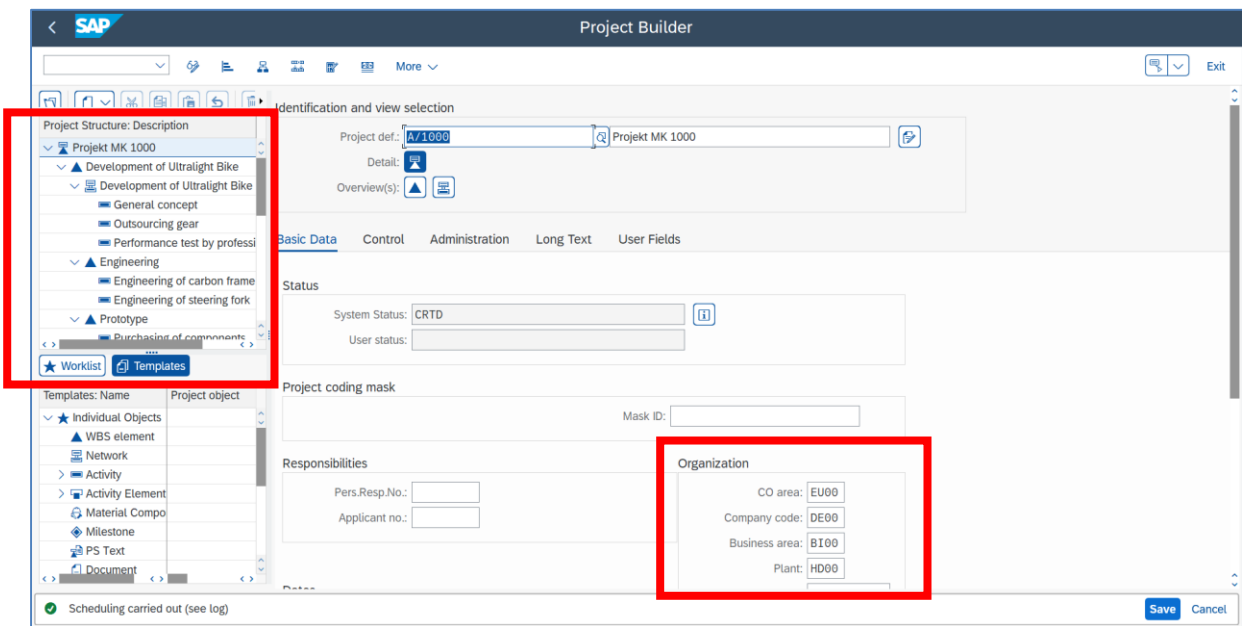 SAP
Project Builder
More
Exit
Project Structure: Description
Projekt MK 1000
Development of Ultralight Bike
Development of Ultralight Bike
General concept
Outsourcing gear
Performance test by professi
Engineering
Engineering of carbon frame
Engineering of steering fork
Prototype
Purchasing of components
Worklist
Templates
Templates: Name
Project object
Individual Objects
WBS element
Network
Activity
Activity Element
Material Compo
Milestone
PS Text
Document
Identification and view selection
Project def.: A/1000 Projekt MK 1000
Detail:
Overview(s):
Basic Data Control Administration Long Text User Fields
Status
System Status: CRTD
User status:
Project coding mask
Mask ID:
Responsibilities
Pers.Resp.No.:
Applicant no.:
Organization
CO area: EU00
Company code: DE00
Business area: BI00
Plant: HD00
Dates
Scheduling carried out (see log)
Save Cancel